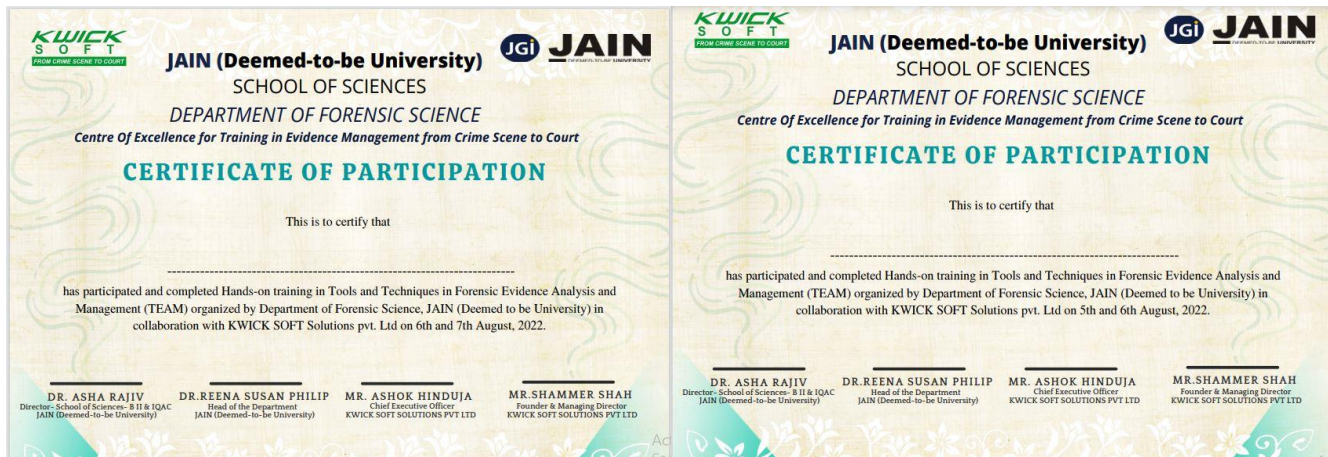 KWICK
SOFT
FROM CRIME SCENE TO COURT
JGi JAIN
DEEMED-TO-BE UNIVERSITY
JAIN (Deemed-to-be University)
SCHOOL OF SCIENCES
DEPARTMENT OF FORENSIC SCIENCE
Centre Of Excellence for Training in Evidence Management from Crime Scene to Court
CERTIFICATE OF PARTICIPATION
This is to certify that
has participated and completed Hands-on training in Tools and Techniques in Forensic Evidence Analysis and
Management (TEAM) organized by Department of Forensic Science, JAIN (Deemed to be University) in
collaboration with KWICK SOFT Solutions pvt. Ltd on 6th and 7th August, 2022.
DR. ASHA RAJIV
Director- School of Sciences- B II & IQAC
JAIN (Deemed-to-be University)
DR.REENA SUSAN PHILIP
Head of the Department
JAIN (Deemed-to-be University)
MR. ASHOK HINDUJA
Chief Executive Officer
KWICK SOFT SOLUTIONS PVT LTD
MR.SHAMMER SHAH
Founder & Managing Director
KWICK SOFT SOLUTIONS PVT LTD
KWICK
SOFT
FROM CRIME SCENE TO COURT
JGi JAIN
DEEMED-TO-BE UNIVERSITY
JAIN (Deemed-to-be University)
SCHOOL OF SCIENCES
DEPARTMENT OF FORENSIC SCIENCE
Centre Of Excellence for Training in Evidence Management from Crime Scene to Court
CERTIFICATE OF PARTICIPATION
This is to certify that
has participated and completed Hands-on training in Tools and Techniques in Forensic Evidence Analysis and
Management (TEAM) organized by Department of Forensic Science, JAIN (Deemed to be University) in
collaboration with KWICK SOFT Solutions pvt. Ltd on 5th and 6th August, 2022.
DR. ASHA RAJIV
Director- School of Sciences- B II & IQAC
JAIN (Deemed-to-be University)
DR.REENA SUSAN PHILIP
Head of the Department
JAIN (Deemed-to-be University)
MR. ASHOK HINDUJA
Chief Executive Officer
KWICK SOFT SOLUTIONS PVT LTD
MR.SHAMMER SHAH
Founder & Managing Director
KWICK SOFT SOLUTIONS PVT LTD